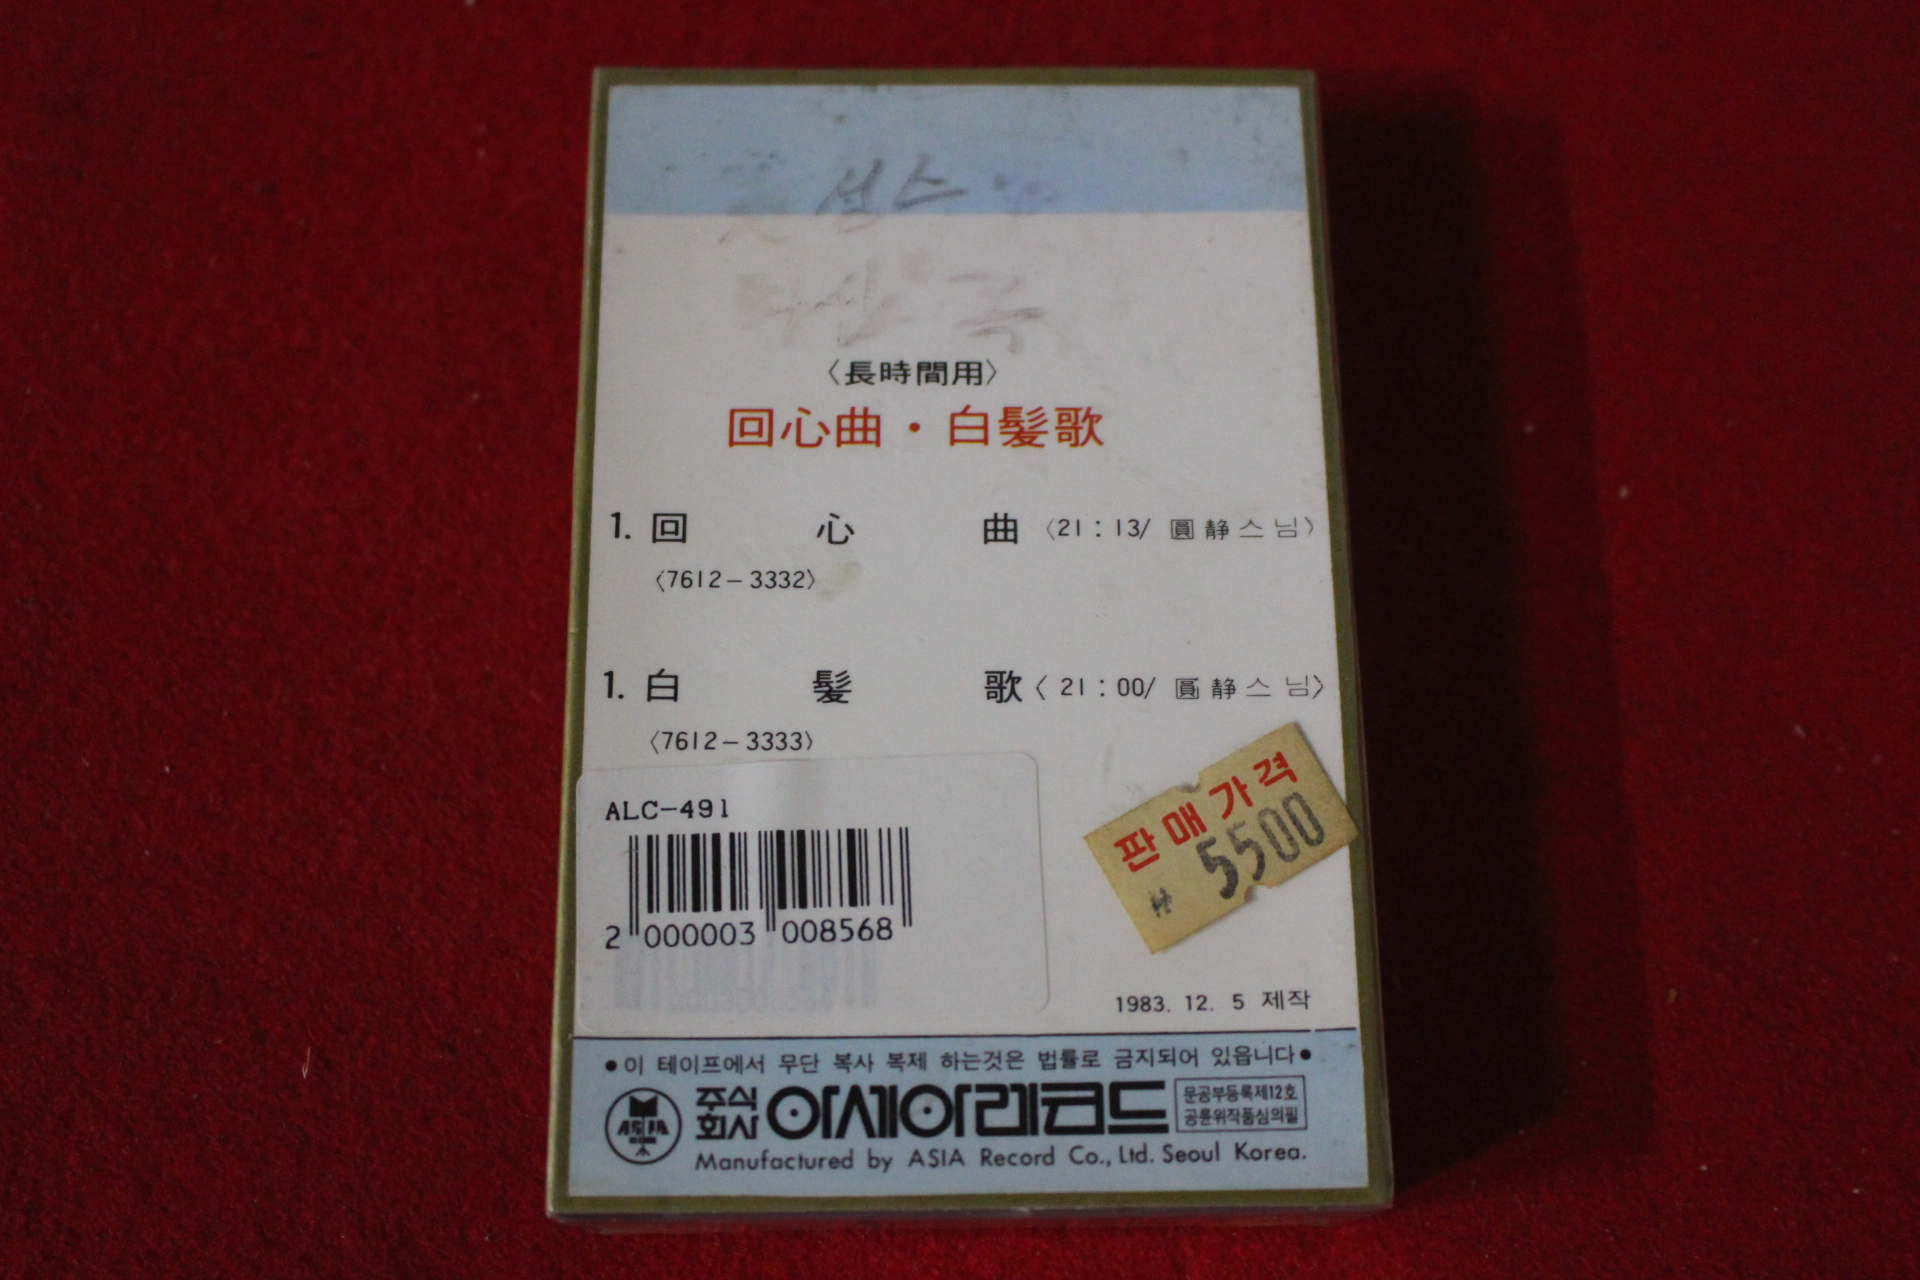 〈長時間用〉
回心曲・白髮歌
1. 回 心 曲 〈21：13/ 圓静스님〉
〈7612－3332〉
1. 白 髮 歌 〈21：00/ 圓静스님〉
〈7612－3333〉
ALC-491
2 000003 008568
판매가격
₩ 5500
1983. 12. 5 제작
●이 테이프에서 무단 복사 복제 하는것은 법률로 금지되어 있읍니다●
ASIA
주식회사 아세아레코드
문공부등록제12호
공륜위작품심의필
Manufactured by ASIA Record Co., Ltd. Seoul Korea.